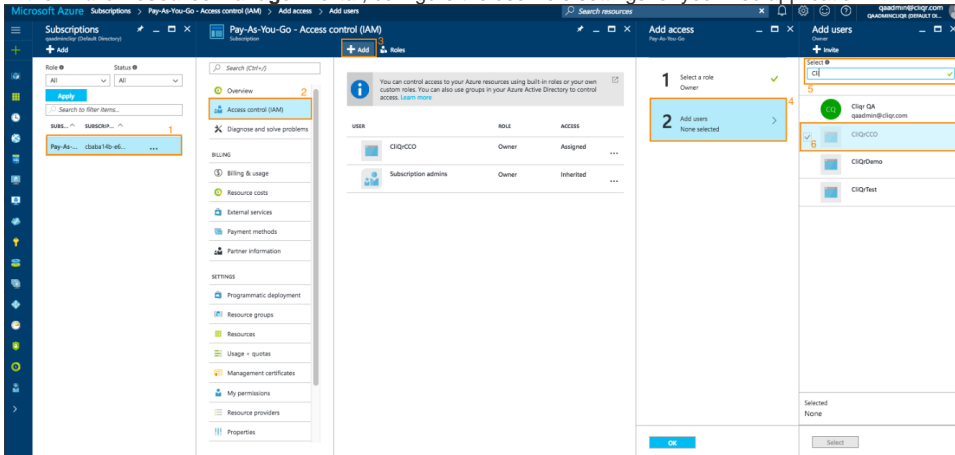 Microsoft Azure Subscriptions > Pay-As-You-Go - Access control (IAM) > Add access > Add users
Search resources
qaadmin@cliqr.com
QAADMINCLIQR (DEFAULT DI...
Subscriptions
qaadmincliqr (Default Directory)
+ Add
Role
Status
All
All
Apply
Search to filter items...
SUBS...
SUBSCRIP...
1
Pay-As-... cbaba14b-e6... ...
Pay-As-You-Go - Access control (IAM)
Subscription
Search (Ctrl+/)
Overview
2
Access control (IAM)
Diagnose and solve problems
BILLING
Billing & usage
Resource costs
External services
Payment methods
Partner information
SETTINGS
Programmatic deployment
Resource groups
Resources
Usage + quotas
Management certificates
My permissions
Resource providers
Properties
3
+ Add
Roles
You can control access to your Azure resources using built-in roles or your own
custom roles. You can also use groups in your Azure Active Directory to control
access. Learn more
USER ROLE ACCESS
CliQrCCO Owner Assigned ...
Subscription admins Owner Inherited ...
Add access
Pay-As-You-Go
1
Select a role
Owner
4
2
Add users
None selected
OK
Add users
Owner
+ Invite
Select
Cli
5
CQ
Cliqr QA
qaadmin@cliqr.com
6
CliQrCCO
CliQrDemo
CliQrTest
Selected
None
Select